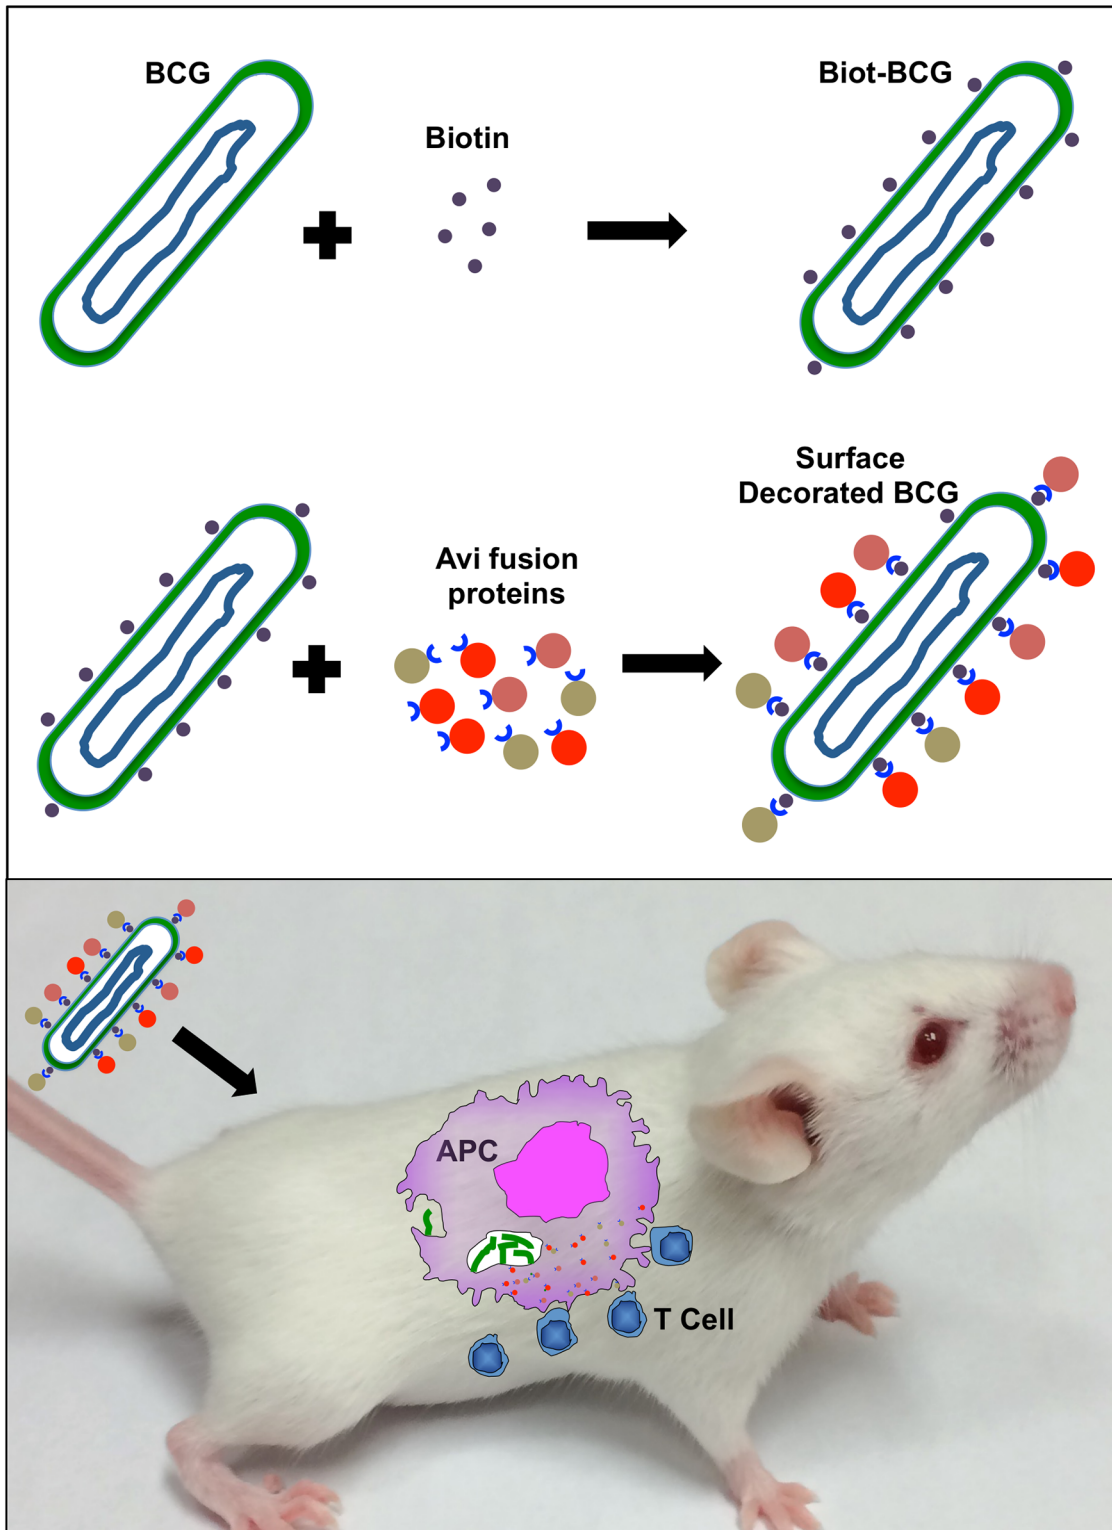 BCG
Biotin
Biot-BCG
Avi fusion
proteins
Surface
Decorated BCG
APC
T Cell